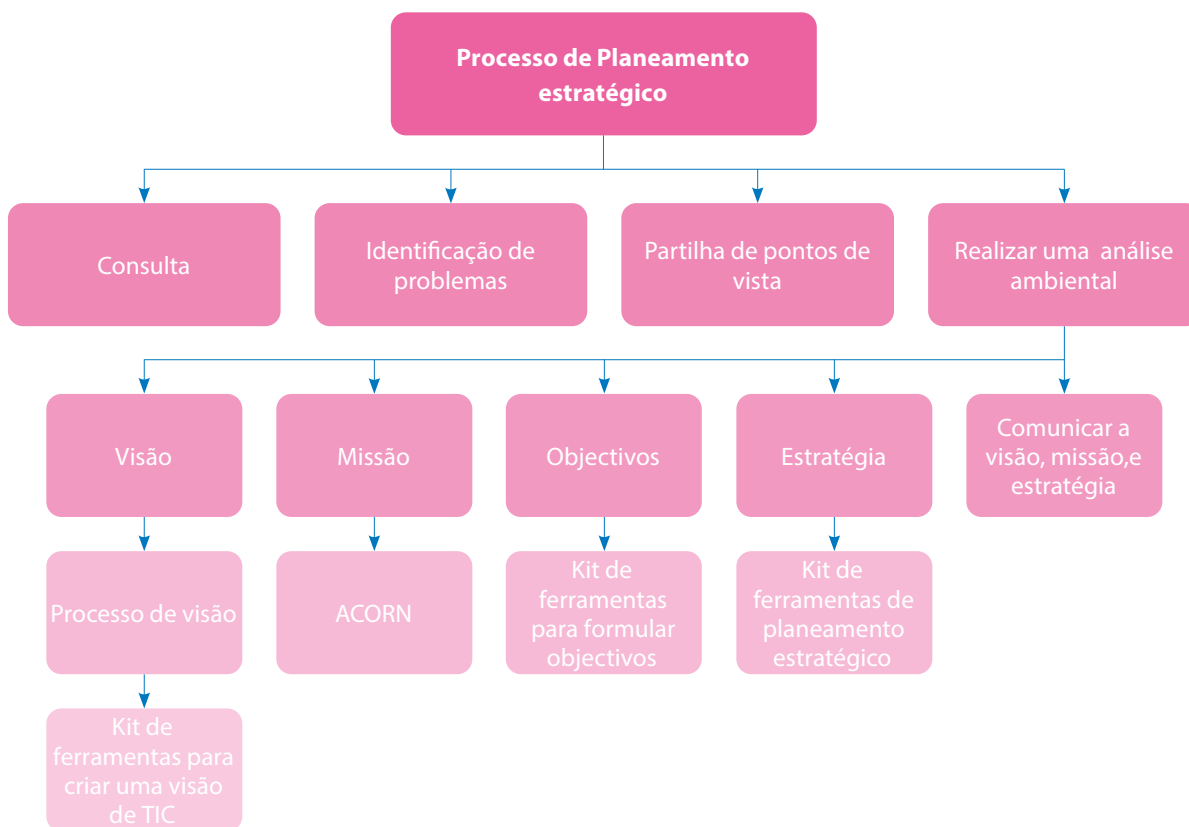 Processo de Planeamento
estratégico
Consulta
Identificação de
problemas
Partilha de pontos de
vista
Realizar uma  análise
ambiental
Visão
Missão
Objectivos
Estratégia
Comunicar a
visão, missão,e
estratégia
Processo de visão
ACORN
Kit de
ferramentas
para formular
objectivos
Kit de
ferramentas de
planeamento
estratégico
Kit de
ferramentas para
criar uma visão
de TIC